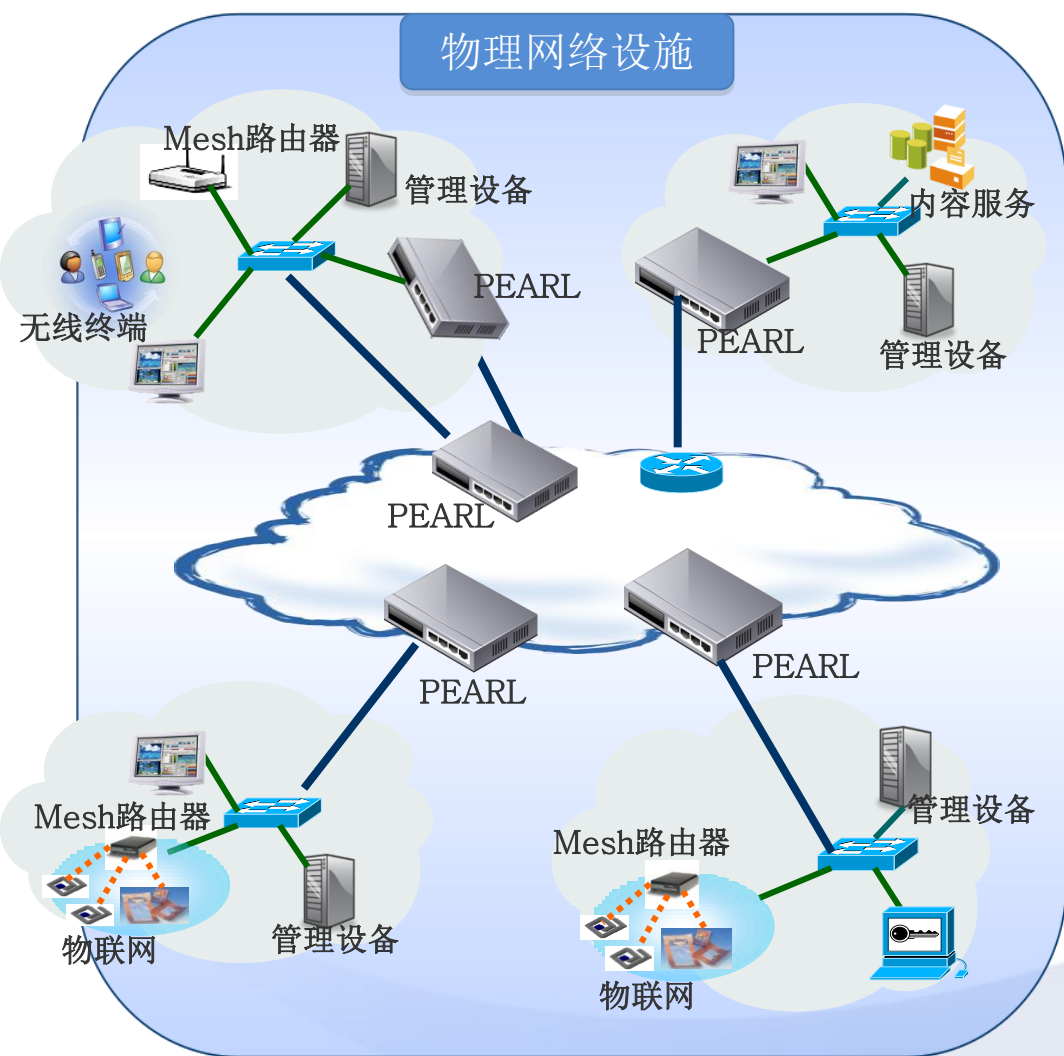 物理网络设施
Mesh路由器
管理设备
无线终端
PEARL
内容服务
管理设备
PEARL
PEARL
PEARL
PEARL
Mesh路由器
物联网
管理设备
管理设备
Mesh路由器
物联网